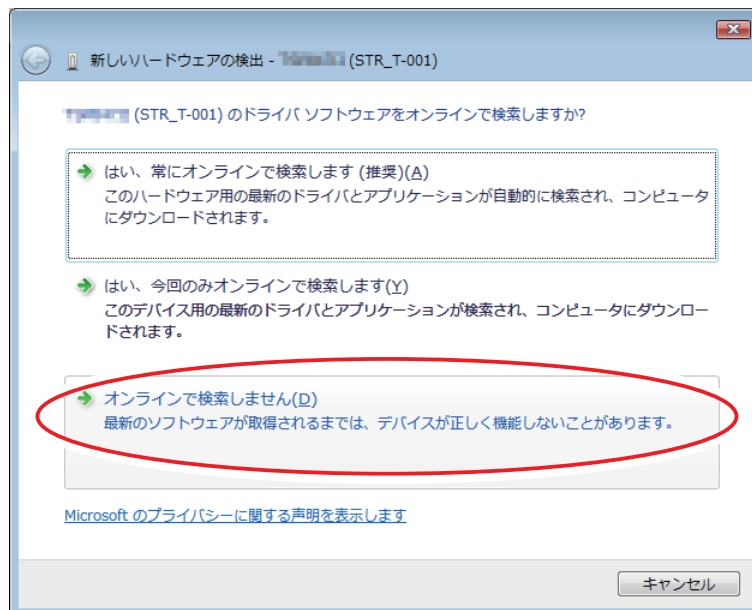 新しいハードウェアの検出 - (STR_T-001)
(STR_T-001) のドライバ ソフトウェアをオンラインで検索しますか?
はい、常にオンラインで検索します (推奨)(A)
このハードウェア用の最新のドライバとアプリケーションが自動的に検索され、コンピュータ
にダウンロードされます。
はい、今回のみオンラインで検索します(Y)
このデバイス用の最新のドライバとアプリケーションが検索され、コンピュータにダウンロー
ドされます。
オンラインで検索しません(D)
最新のソフトウェアが取得されるまでは、デバイスが正しく機能しないことがあります。
Microsoft のプライバシーに関する声明を表示します
キャンセル